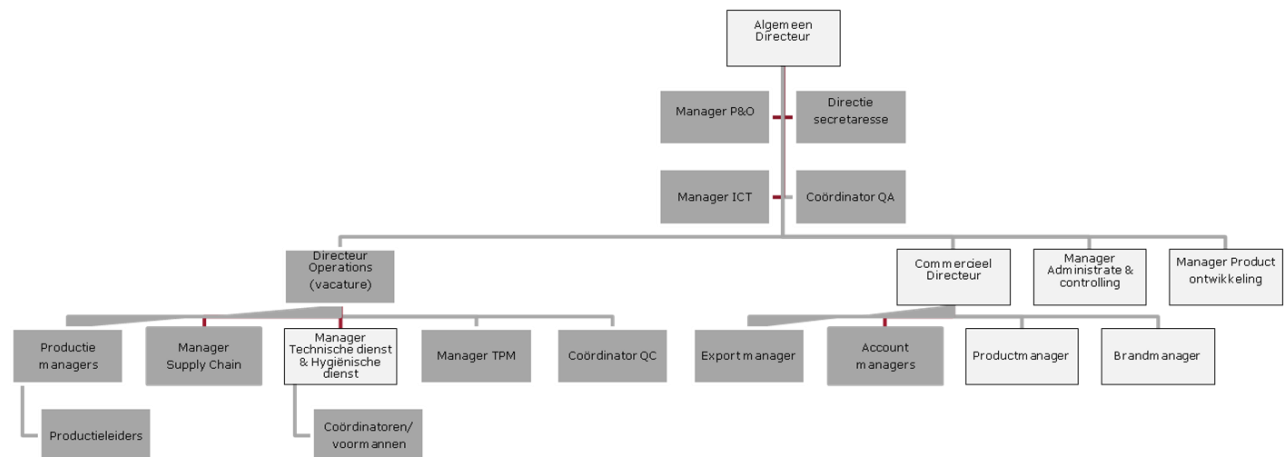 Algemeen
Directeur
Manager P&O
Directie
secretaresse
Manager ICT
Coördinator QA
Directeur
Operations
(vacature)
Commercieel
Directeur
Manager
Administrate &
controlling
Manager Product
ontwikkeling
Productie
managers
Manager
Supply Chain
Manager
Technische dienst
& Hygiënische
dienst
Manager TPM
Coördinator QC
Export manager
Account
managers
Productmanager
Brandmanager
Productieleiders
Coördinatoren/
voormannen